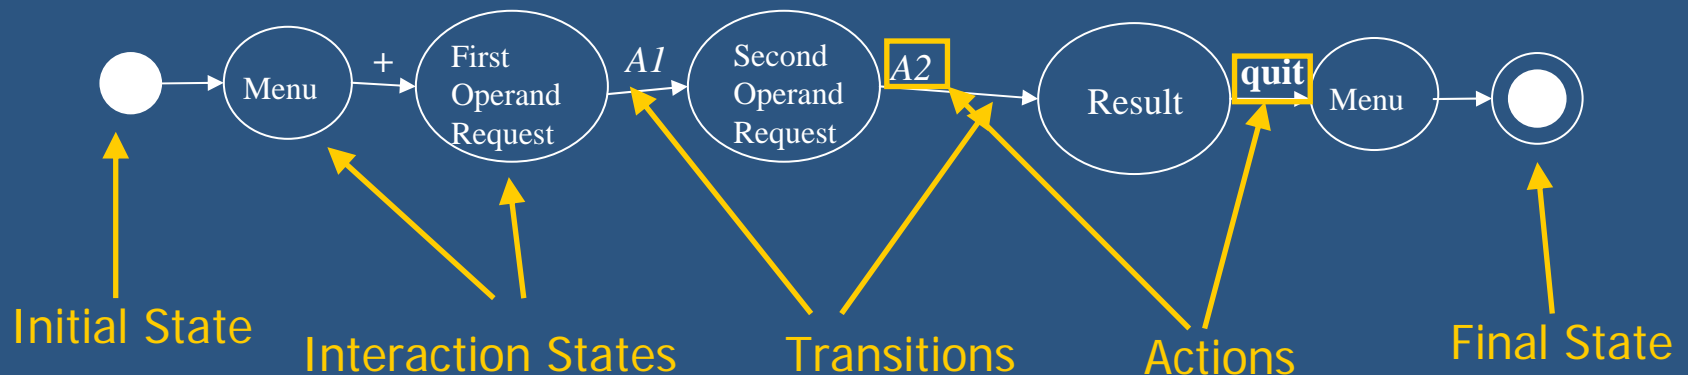 Menu
+
First
Operand
Request
A1
Second
Operand
Request
A2
Result
quit
Menu
Initial State
Interaction States
Transitions
Actions
Final State